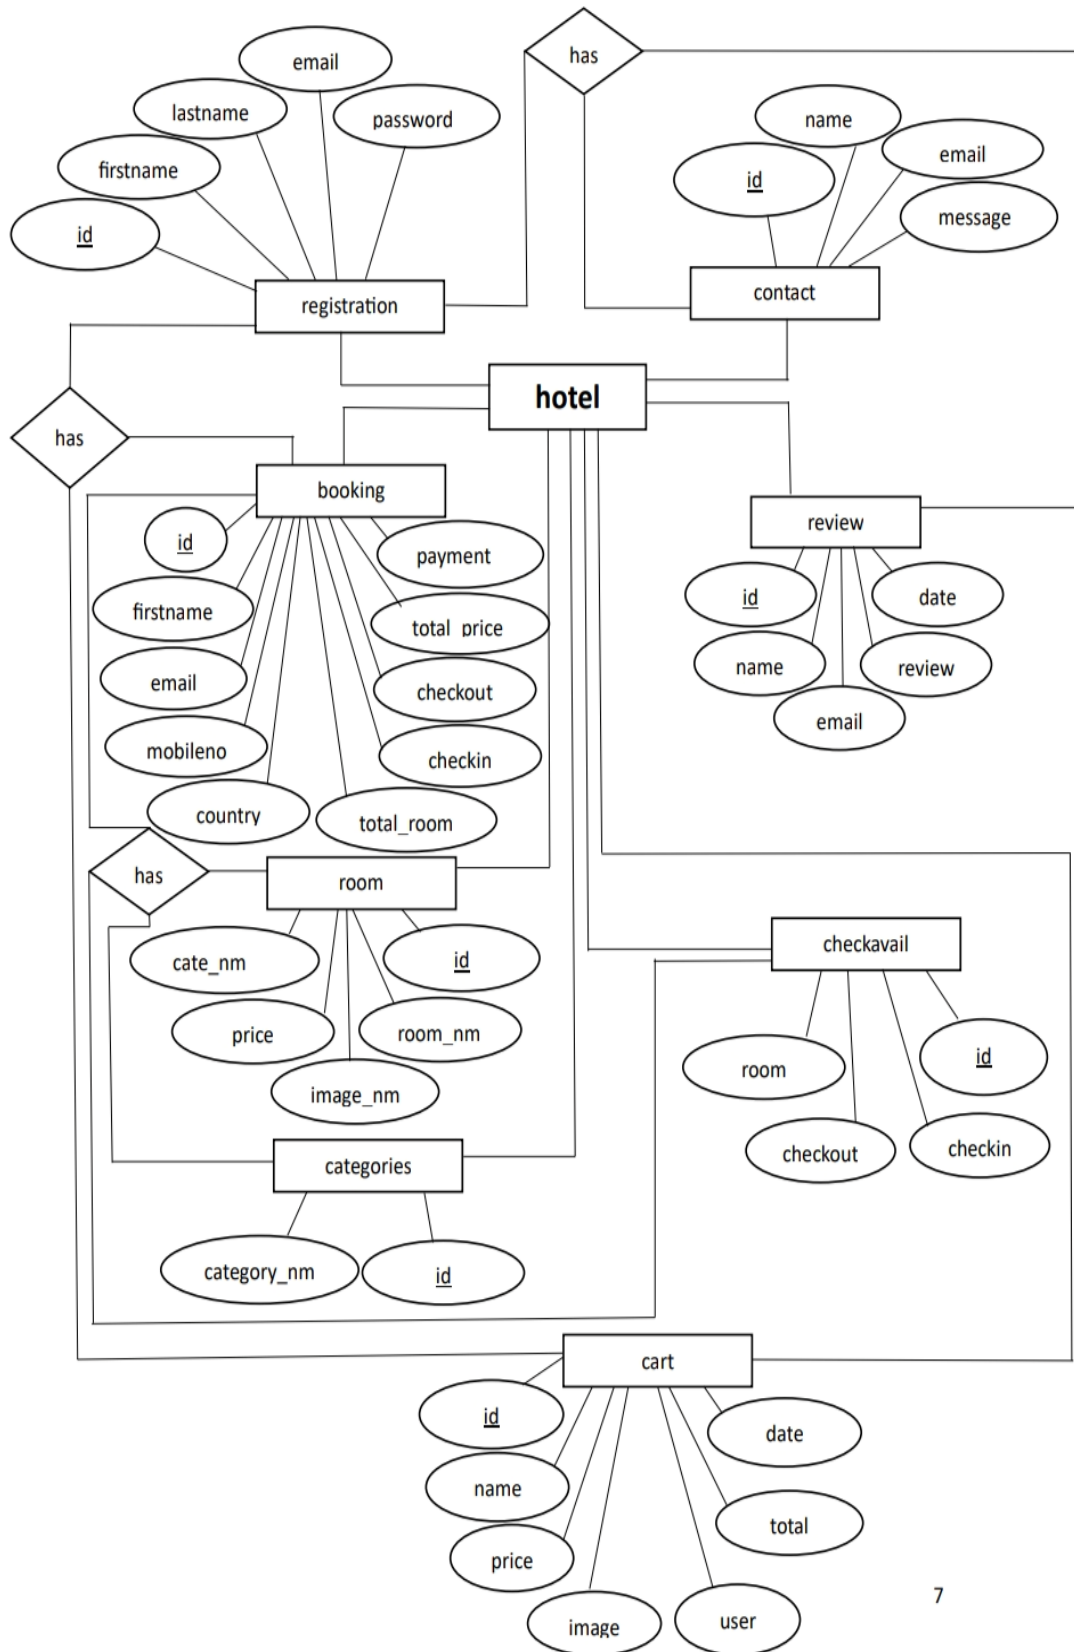 has
email
lastname
password
firstname
id
registration
name
id
email
message
contact
hotel
has
booking
id
firstname
email
mobileno
country
payment
total_price
checkout
checkin
total_room
review
id
date
name
review
email
has
room
cate_nm
id
price
room_nm
image_nm
categories
category_nm
id
checkavail
room
id
checkout
checkin
cart
id
date
name
total
price
image
user
7